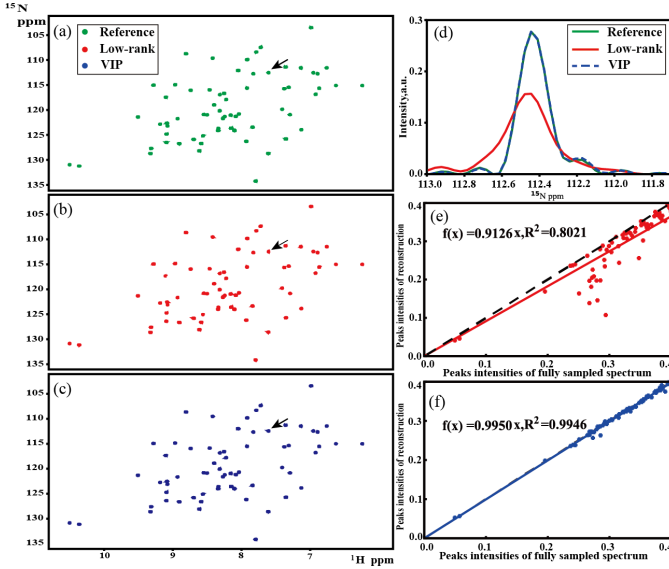 15N
ppm
(a)
Reference
Low-rank
VIP
105
110
115
120
125
130
135
(b)
105
110
115
120
125
130
135
(c)
105
110
115
120
125
130
135
10
9
8
7
1H ppm
(d)
Reference
Low-rank
VIP
Intensity,a.u.
0.3
0.2
0.1
0.0
113.0 112.8 112.6 112.4 112.2 112.0 111.8
15N ppm
(e)
f(x) =0.9126x,R2=0.8021
Peaks intensities of reconstruction
0.4
0.3
0.2
0.1
0.0
0.0 0.1 0.2 0.3 0.4
Peaks intensities of fully sampled spectrum
(f)
f(x) =0.9950x,R2=0.9946
Peaks intensities of reconstruction
0.4
0.3
0.2
0.1
0.0
0.0 0.1 0.2 0.3 0.4
Peaks intensities of fully sampled spectrum